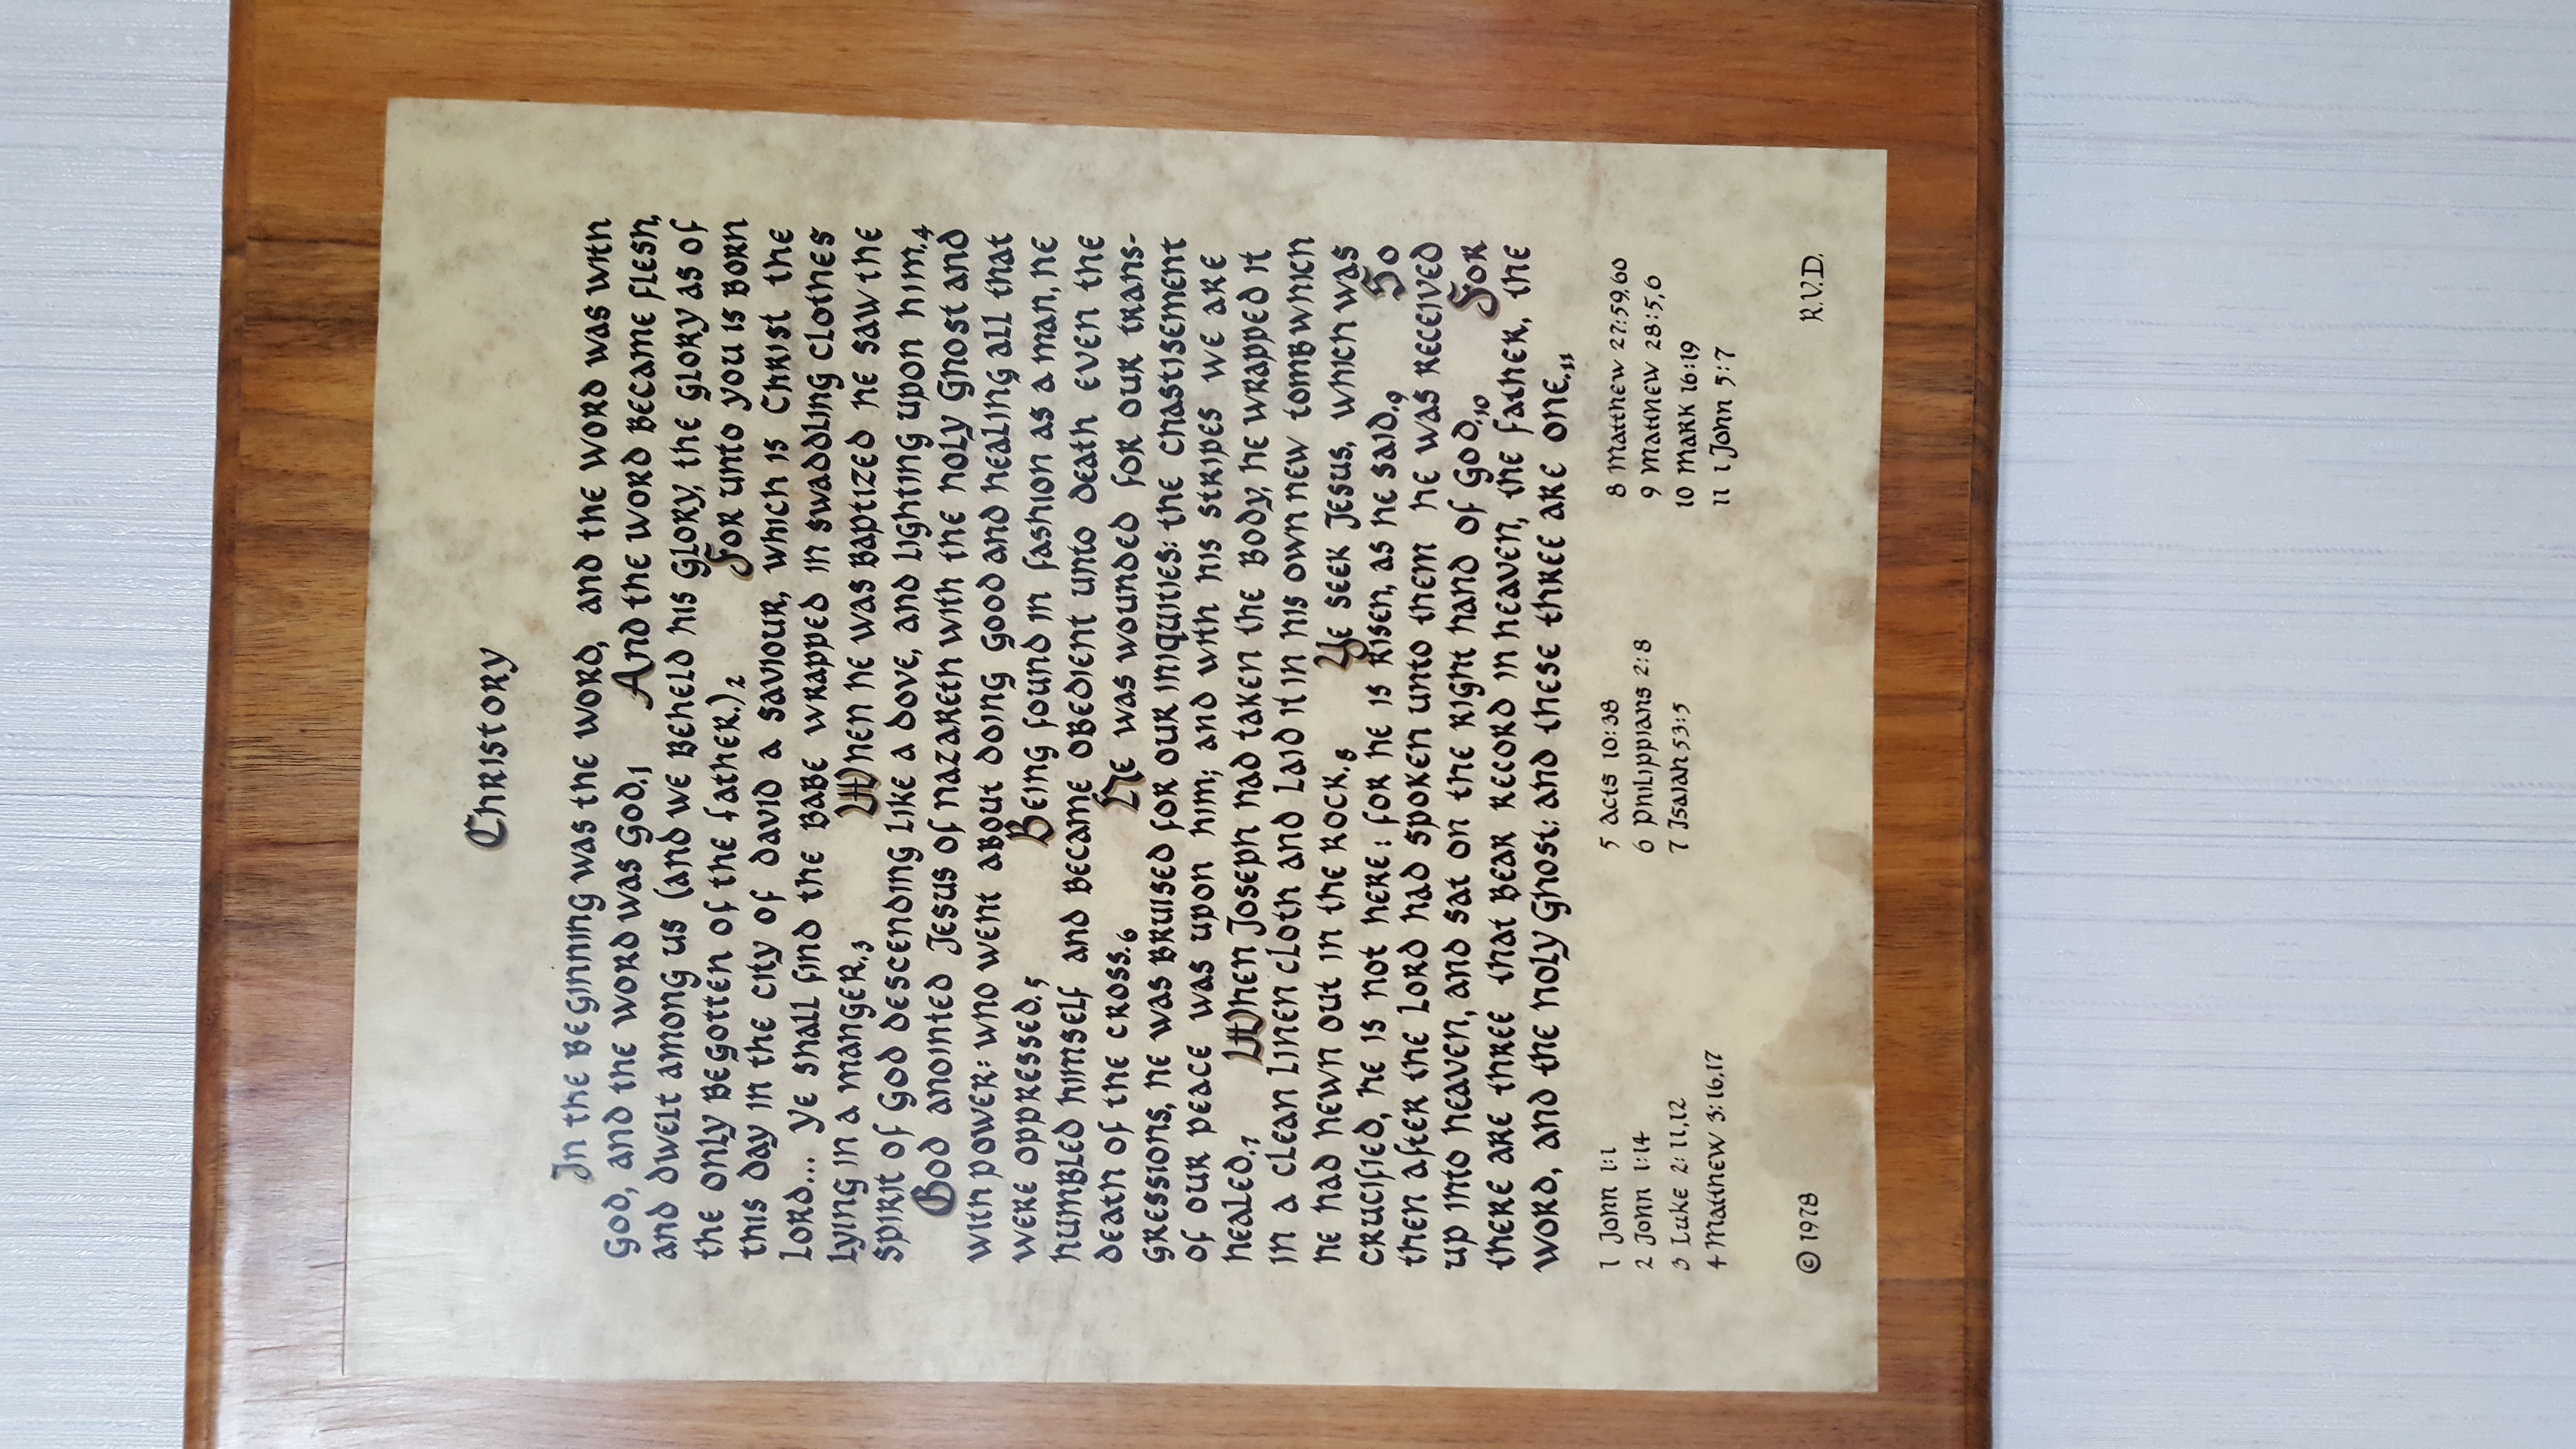 Christory
In the beginning was the word, and the word was with
God, and the word was God.1 And the word became flesh,
and dwelt among us (and we beheld his glory, the glory as of
the only begotten of the father.)2 For unto you is born
this day in the city of david a saviour, which is Christ the
Lord... ye shall find the babe wrapped in swaddling clothes
lying in a manger.3 When he was baptized he saw the
spirit of God descending like a dove, and lighting upon him.4
God anointed Jesus of nazareth with the holy Ghost and
with power: who went about doing good and healing all that
were oppressed.5 Being found in fashion as a man, he
humbled himself and became obedient unto death even the
death of the cross.6 He was wounded for our trans-
gressions, he was bruised for our iniquities: the chastisement
of our peace was upon him; and with his stripes we are
healed.7 When Joseph had taken the body, he wrapped it
in a clean linen cloth and laid it in his own new tomb which
he had hewn out in the rock.8 Ye seek Jesus, which was
crucified, he is not here: for he is risen, as he said.9 So
then after the Lord had spoken unto them he was received
up into heaven, and sat on the right hand of God.10 For
there are three that bear record in heaven, the father, the
word, and the holy Ghost: and these three are one.11
1 John 1:1
2 John 1:14
3 Luke 2:11,12
4 Matthew 3:16,17
5 acts 10:38
6 philippians 2:8
7 Isaiah 53:5
8 Matthew 27:59,60
9 Matthew 28:5,6
10 mark 16:19
11 1 John 5:7
© 1978
R.V.D.